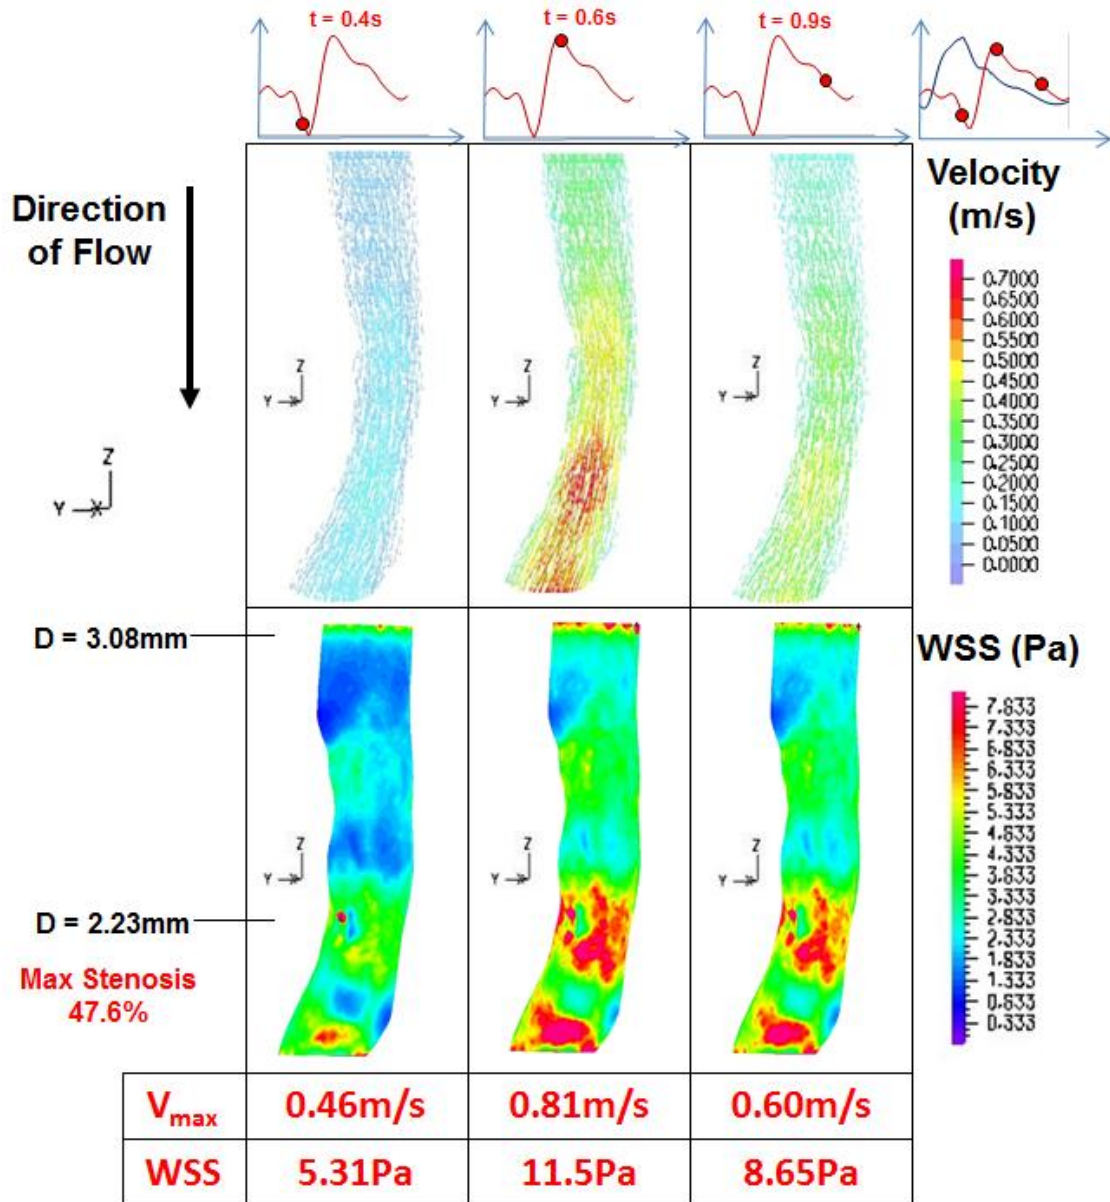 t = 0.4s
t = 0.6s
t = 0.9s
Direction
of Flow
Velocity
(m/s)
0.7000
0.6500
0.6000
0.5500
0.5000
0.4500
0.4000
0.3500
0.3000
0.2500
0.2000
0.1500
0.1000
0.0500
0.0000
Z
Y
X
Z
Y
Z
Y
Z
Y
D = 3.08mm
WSS (Pa)
7.833
7.333
6.833
6.333
5.833
5.333
4.833
4.333
3.833
3.333
2.833
2.333
1.833
1.333
0.833
0.333
Z
Y
Z
Y
Z
Y
D = 2.23mm
Max Stenosis
47.6%
Vmax 0.46m/s 0.81m/s 0.60m/s
WSS 5.31Pa 11.5Pa 8.65Pa